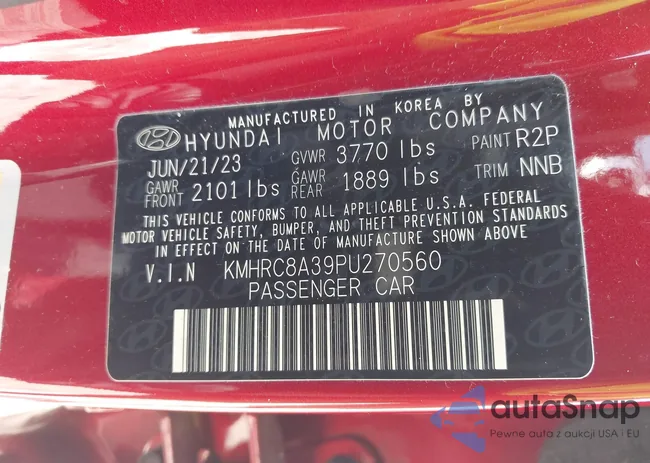 MANUFACTURED IN KOREA BY
HYUNDAI MOTOR COMPANY
JUN/21/23 GVWR 3770 lbs PAINT R2P
GAWR FRONT 2101 lbs GAWR REAR 1889 lbs TRIM NNB
THIS VEHICLE CONFORMS TO ALL APPLICABLE U.S.A. FEDERAL
MOTOR VEHICLE SAFETY, BUMPER, AND THEFT PREVENTION STANDARDS
IN EFFECT ON THE DATE OF MANUFACTURE SHOWN ABOVE
V.I.N KMHRC8A39PU270560
PASSENGER CAR
autoSnap
Pewne auta z aukcji USA »EU